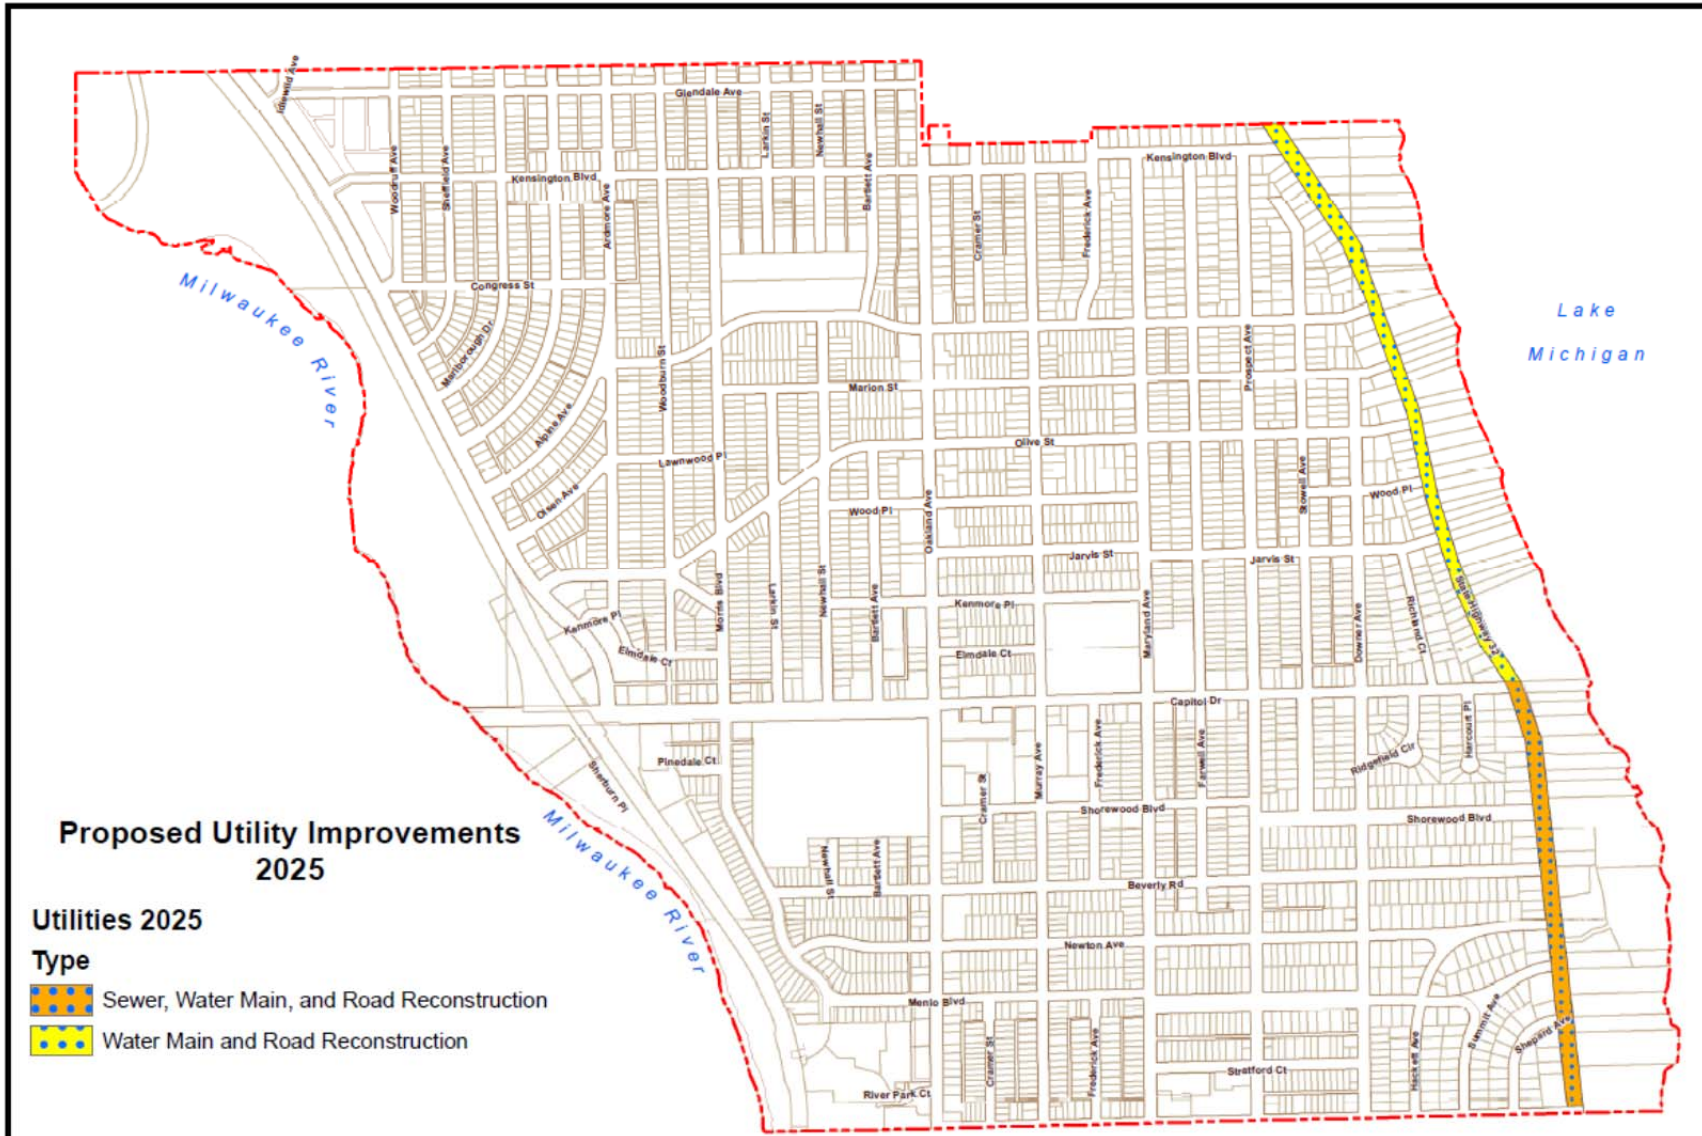 Idlewild Ave
Glendale Ave
Larkin St
Newhall St
Woodruff Ave
Sheffield Ave
Kensington Blvd
Ardmore Ave
Bartlett Ave
Cramer St
Frederick Ave
Kensington Blvd
Milwaukee River
Congress St
Marlborough Dr
Woodburn St
Marion St
Prospect Ave
Lake
Michigan
Alpine Ave
Lawnwood Pl
Olive St
Olsen Ave
Wood Pl
Oakland Ave
Stowell Ave
Wood Pl
Jarvis St
Jarvis St
Morris Blvd
Larkin St
Newhall St
Bartlett Ave
Kenmore Pl
Kenmore Pl
Maryland Ave
Downer Ave
Richland Ct
State Highway 32
Elmdale Ct
Elmdale Ct
Capitol Dr
Pinedale Ct
Sherburn Pl
Murray Ave
Frederick Ave
Farwell Ave
Ridgefield Cir
Harcourt Pl
Cramer St
Shorewood Blvd
Shorewood Blvd
Milwaukee River
Newhall St
Bartlett Ave
Beverly Rd
Newton Ave
Menlo Blvd
Cramer St
Frederick Ave
Hackett Ave
Summit Ave
Shepard Ave
Stratford Ct
River Park Ct
Proposed Utility Improvements
2025
Utilities 2025
Type
Sewer, Water Main, and Road Reconstruction
Water Main and Road Reconstruction